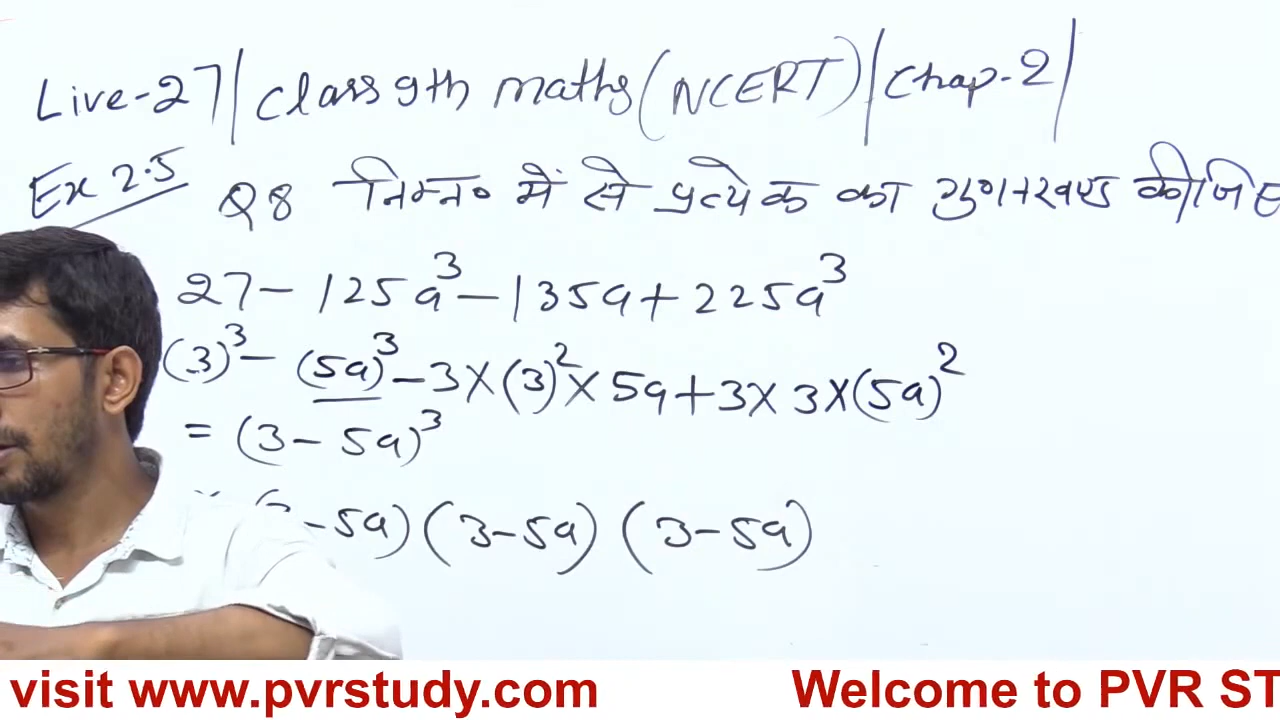 Live-27| Class 9th maths (NCERT) | Chap-2|
Ex 2.5
Q8 निम्न० में से प्रत्येक का गुणनखण्ड
27 - 125a³ - 135a + 225a³
(3)³ - (5a)³ - 3 × (3)² × 5a + 3 × 3 × (5a)²
= (3 - 5a)³
- 5a) (3 - 5a) (3 - 5a)
visit www.pvrstudy.com Welcome to PVR ST